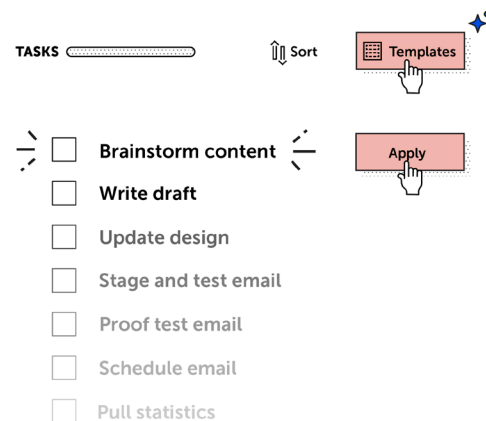 TASKS
Sort
Templates
Brainstorm content
Apply
Write draft
Update design
Stage and test email
Proof test email
Schedule email
Pull statistics